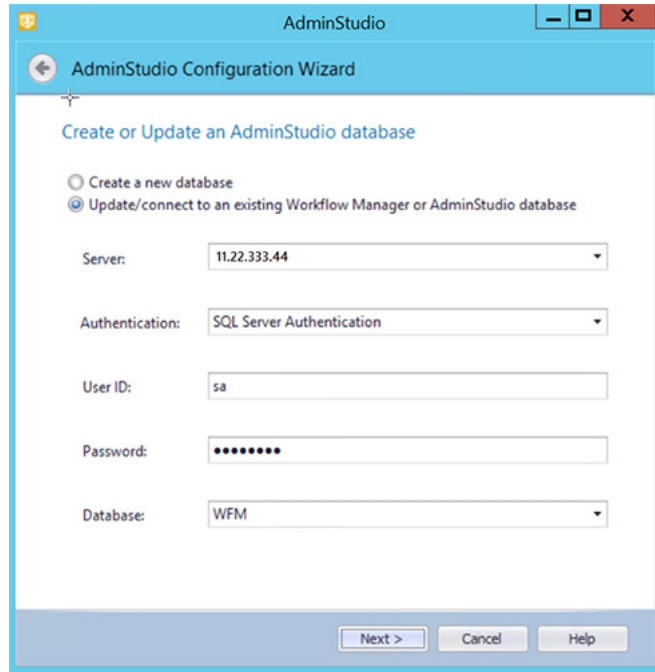 AdminStudio
AdminStudio Configuration Wizard
Create or Update an AdminStudio database
Create a new database
Update/connect to an existing Workflow Manager or AdminStudio database
Server: 11.22.333.44
Authentication: SQL Server Authentication
User ID: sa
Password: ●●●●●●●●
Database: WFM
Next > Cancel Help